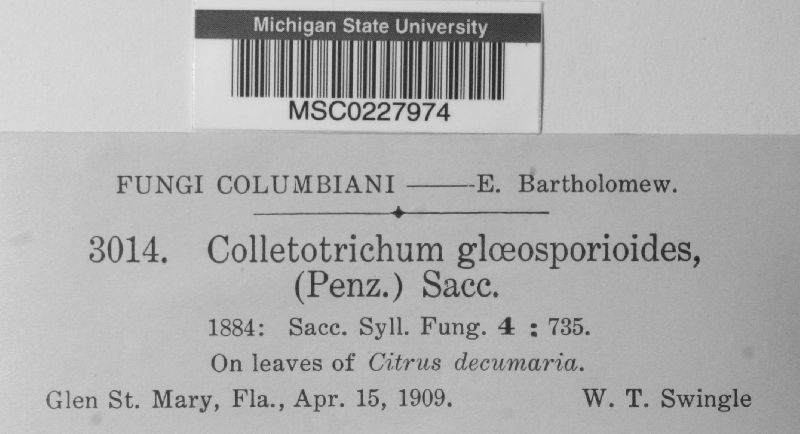 Michigan State University
MSC0227974
FUNGI COLUMBIANI ——— E. Bartholomew.
3014. Colletotrichum glœosporioides,
(Penz.) Sacc.
1884: Sacc. Syll. Fung. 4 : 735.
On leaves of Citrus decumaria.
Glen St. Mary, Fla., Apr. 15, 1909. W. T. Swingle